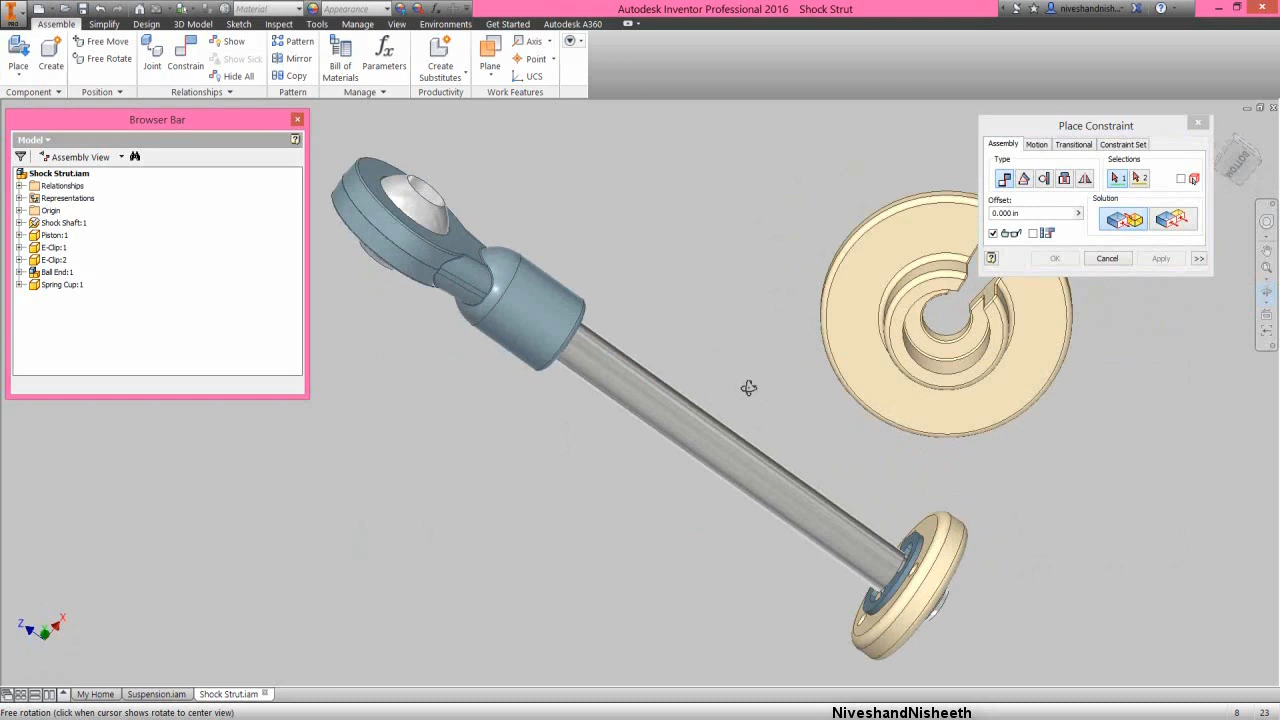 Material
Appearance
Autodesk Inventor Professional 2016 Shock Strut
niveshandnish...
PRO
Assemble Simplify Design 3D Model Sketch Inspect Tools Manage View Environments Get Started Autodesk A360
Free Move Show Pattern Axis
Free Rotate Show Sick Mirror Point
Hide All Copy UCS
Place Create Joint Constrain Bill of Materials Parameters Create Substitutes Plane
Component Position Relationships Pattern Manage Productivity Work Features
Browser Bar
Model
Assembly View
Shock Strut.iam
Relationships
Representations
Origin
Shock Shaft:1
Piston:1
E-Clip:1
E-Clip:2
Ball End:1
Spring Cup:1
Place Constraint
Assembly Motion Transitional Constraint Set
Type Selections
1 2
Offset: Solution
0.000 in
OK Cancel Apply >>
BOTTOM
Z X
My Home Suspension.iam Shock Strut.iam
Free rotation (click when cursor shows rotate to center view)
NiveshandNisheeth
8 23